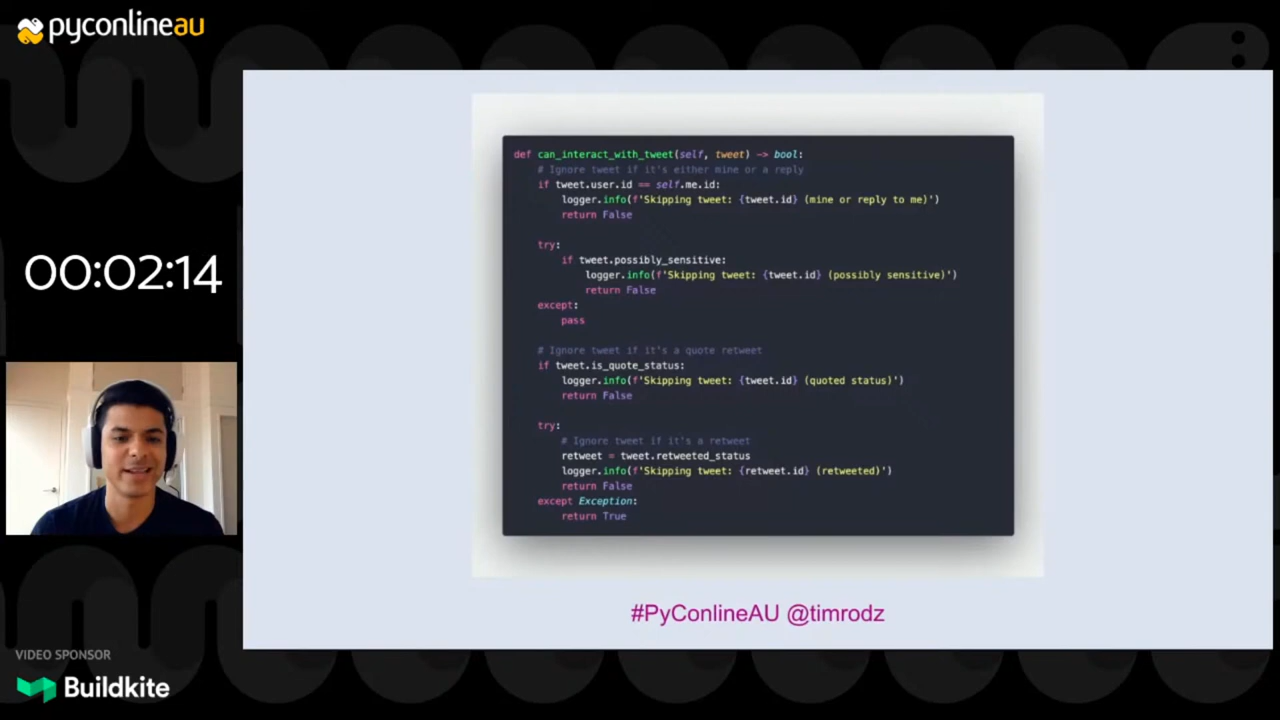 pyconlineau
00:02:14
def can_interact_with_tweet(self, tweet) -> bool:
# Ignore tweet if it's either mine or a reply
if tweet.user.id == self.me.id:
logger.info(f'Skipping tweet: {tweet.id} (mine or reply to me)')
return False
try:
if tweet.possibly_sensitive:
logger.info(f'Skipping tweet: {tweet.id} (possibly sensitive)')
return False
except:
pass
# Ignore tweet if it's a quote retweet
if tweet.is_quote_status:
logger.info(f'Skipping tweet: {tweet.id} (quoted status)')
return False
try:
# Ignore tweet if it's a retweet
retweet = tweet.retweeted_status
logger.info(f'Skipping tweet: {retweet.id} (retweeted)')
return False
except Exception:
return True
#PyConlineAU @timrodz
VIDEO SPONSOR
Buildkite